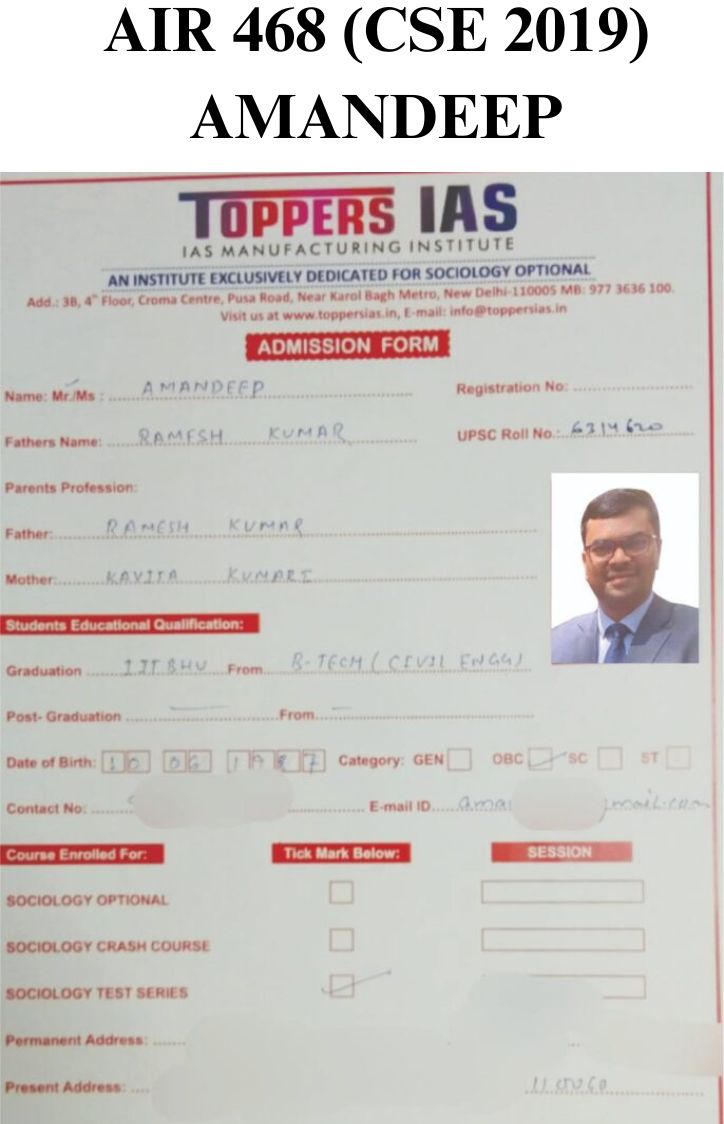 AIR 468 (CSE 2019)
AMANDEEP
TOPPERS IAS
IAS MANUFACTURING INSTITUTE
AN INSTITUTE EXCLUSIVELY DEDICATED FOR SOCIOLOGY OPTIONAL
Add.: 3B, 4th Floor, Croma Centre, Pusa Road, Near Karol Bagh Metro, New Delhi-110005 MB: 977 3636 100.
Visit us at www.toppersias.in, E-mail: info@toppersias.in
ADMISSION FORM
Name: Mr./Ms : AMANDEEP Registration No:
Fathers Name: RAMESH KUMAR UPSC Roll No.: 6314620
Parents Profession:
Father: RAMESH KUMAR
Mother: KAVITA KUMARI
Students Educational Qualification:
Graduation IIT BHU From B-TECH (CIVIL ENGG)
Post- Graduation From
Date of Birth: 10 06 1987 Category: GEN OBC SC ST
Contact No: E-mail ID ama gmail.com
Course Enrolled For: Tick Mark Below: SESSION
SOCIOLOGY OPTIONAL
SOCIOLOGY CRASH COURSE
SOCIOLOGY TEST SERIES
Permanent Address:
Present Address: 110060